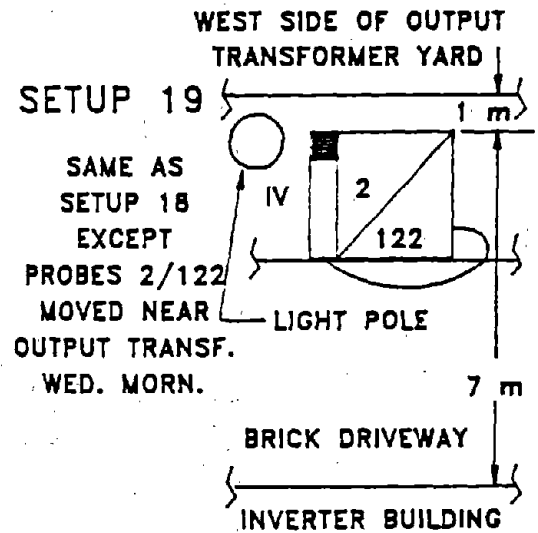 WEST SIDE OF OUTPUT
TRANSFORMER YARD
SETUP 19
1 m
SAME AS
SETUP 18
EXCEPT
PROBES 2/122
MOVED NEAR
OUTPUT TRANSF.
WED. MORN.
IV
2
122
LIGHT POLE
7 m
BRICK DRIVEWAY
INVERTER BUILDING